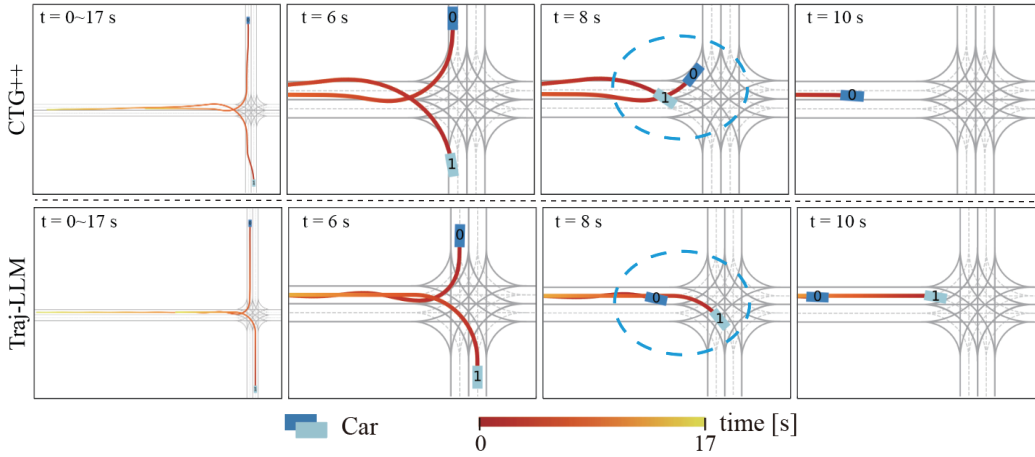 CTG++
t = 0~17 s
t = 6 s
t = 8 s
t = 10 s
0
1
0
1
0
Traj-LLM
t = 0~17 s
t = 6 s
t = 8 s
t = 10 s
0
1
0
1
0
1
Car
0
17
time [s]